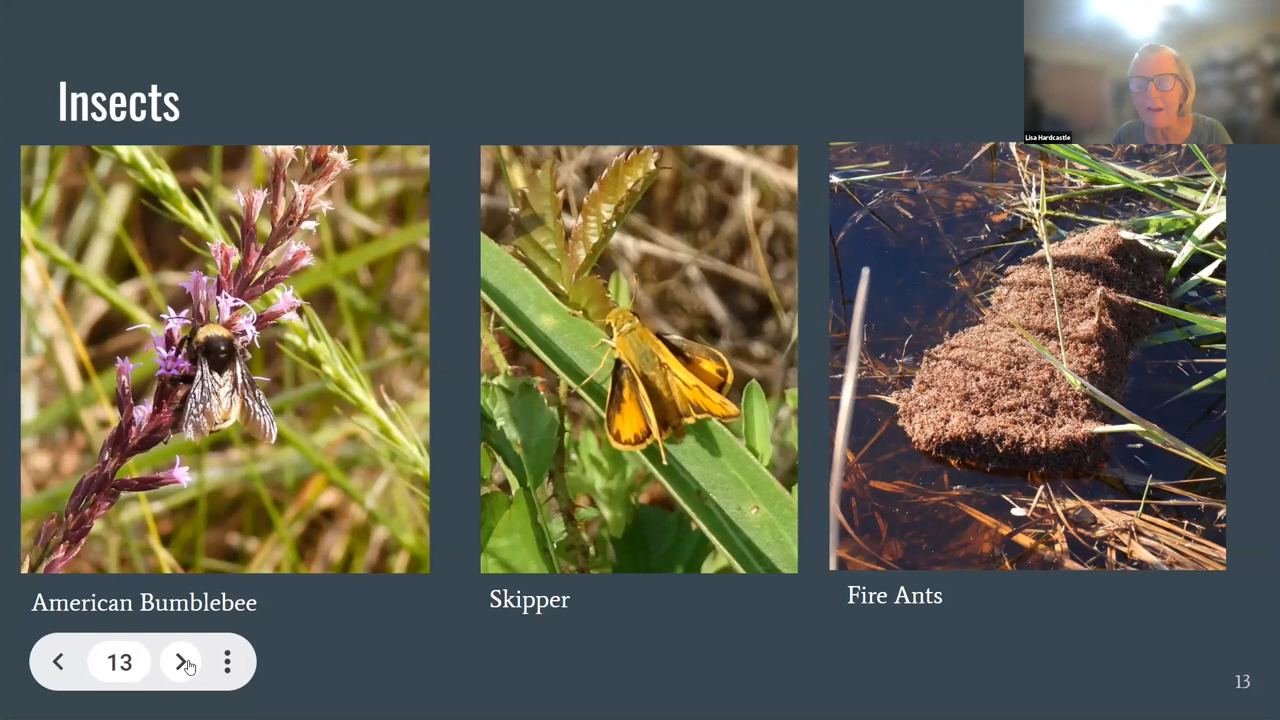 Insects
Lisa Hardcastle
American Bumblebee
Skipper
Fire Ants
13
13